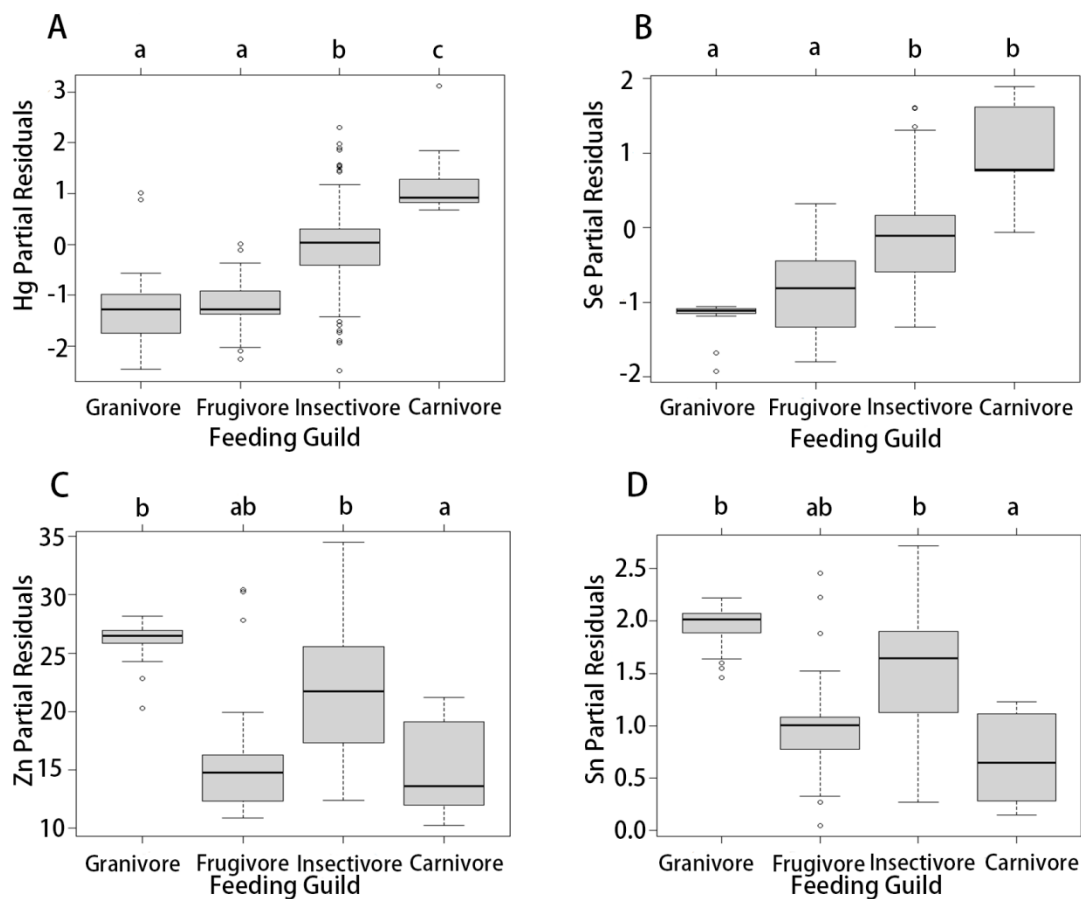 A
a a b c
Hg Partial Residuals
3
2
1
0
-1
-2
Granivore Frugivore Insectivore Carnivore
Feeding Guild
B
a a b b
Se Partial Residuals
2
1
0
-1
-2
Granivore Frugivore Insectivore Carnivore
Feeding Guild
C
b ab b a
Zn Partial Residuals
35
30
25
20
15
10
Granivore Frugivore Insectivore Carnivore
Feeding Guild
D
b ab b a
Sn Partial Residuals
2.5
2.0
1.5
1.0
0.5
0.0
Granivore Frugivore Insectivore Carnivore
Feeding Guild